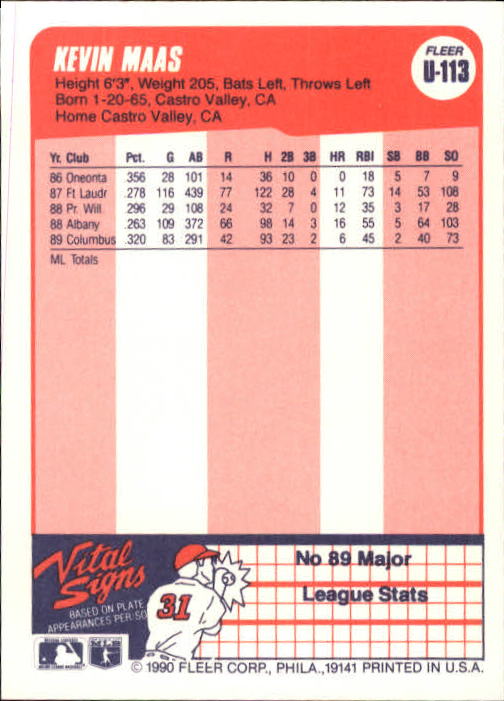 KEVIN MAAS
FLEER
U-113
Height 6'3", Weight 205, Bats Left, Throws Left
Born 1-20-65, Castro Valley, CA
Home Castro Valley, CA
Yr. Club Pct. G AB R H 2B 3B HR RBI SB BB SO
86 Oneonta .356 28 101 14 36 10 0 0 18 5 7 9
87 Ft Laudr .278 116 439 77 122 28 4 11 73 14 53 108
88 Pr. Will. .296 29 108 24 32 7 0 12 35 3 17 28
88 Albany .263 109 372 66 98 14 3 16 55 5 64 103
89 Columbus .320 83 291 42 93 23 2 6 45 2 40 73
ML Totals
Vital
Signs
BASED ON PLATE
APPEARANCES PER/SO
31
No 89 Major
League Stats
© 1990 FLEER CORP., PHILA., 19141 PRINTED IN U.S.A.